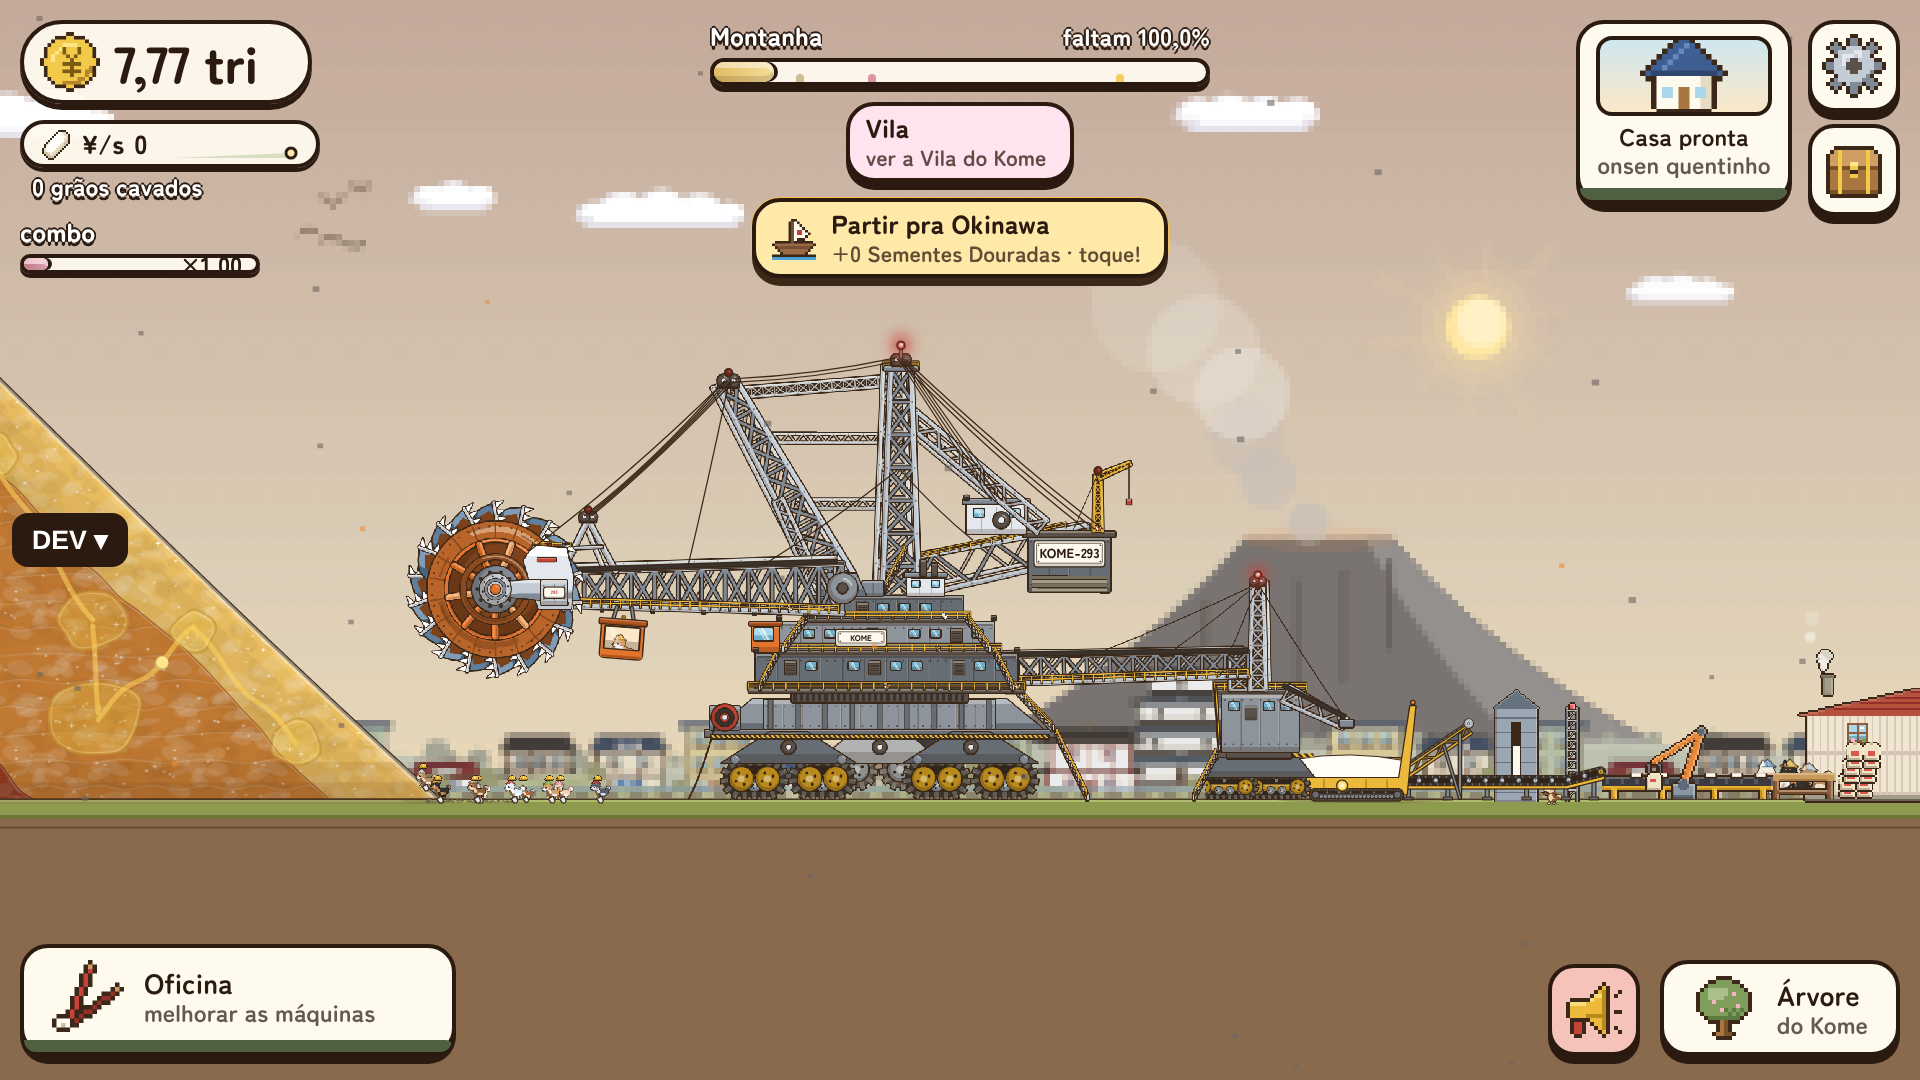 7,77 tri
¥/s 0
0 grãos cavados
combo
×1,00
Montanha
faltam 100,0%
Vila
ver a Vila do Kome
Partir pra Okinawa
+0 Sementes Douradas · toque!
Casa pronta
onsen quentinho
DEV ▾
KOME-293
293
KOME
Oficina
melhorar as máquinas
Árvore
do Kome